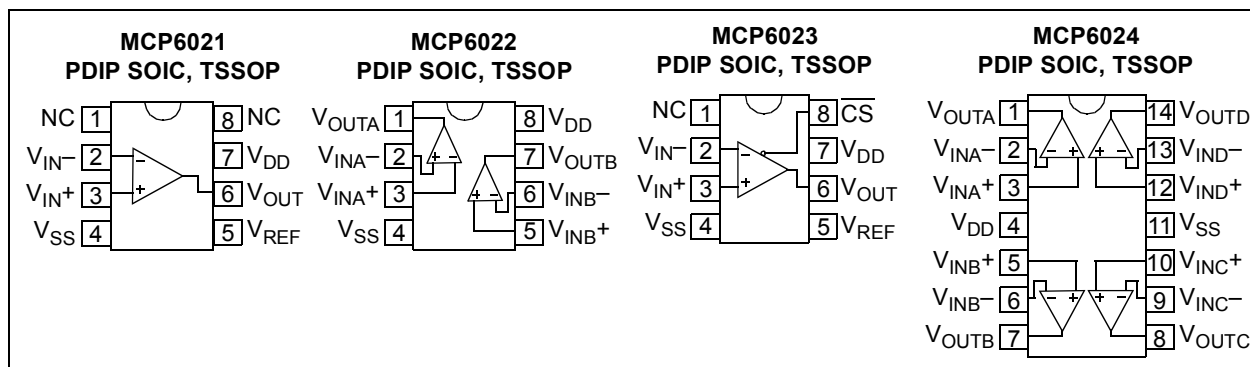 MCP6021
PDIP SOIC, TSSOP
NC 1 8 NC
VIN– 2 7 VDD
VIN+ 3 6 VOUT
VSS 4 5 VREF
MCP6022
PDIP SOIC, TSSOP
VOUTA 1 8 VDD
VINA– 2 7 VOUTB
VINA+ 3 6 VINB–
VSS 4 5 VINB+
MCP6023
PDIP SOIC, TSSOP
NC 1 8 CS
VIN– 2 7 VDD
VIN+ 3 6 VOUT
VSS 4 5 VREF
MCP6024
PDIP SOIC, TSSOP
VOUTA 1 14 VOUTD
VINA– 2 13 VIND–
VINA+ 3 12 VIND+
VDD 4 11 VSS
VINB+ 5 10 VINC+
VINB– 6 9 VINC–
VOUTB 7 8 VOUTC